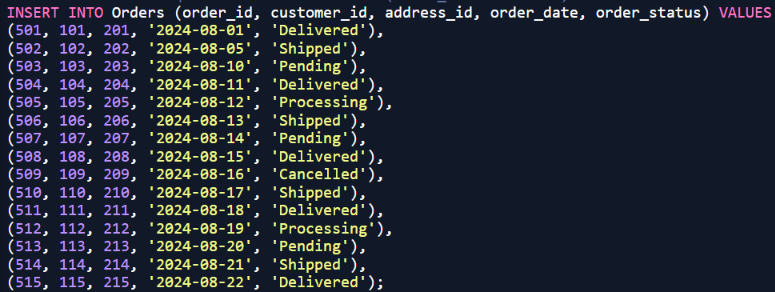 INSERT INTO Orders (order_id, customer_id, address_id, order_date, order_status) VALUES
(501, 101, 201, '2024-08-01', 'Delivered'),
(502, 102, 202, '2024-08-05', 'Shipped'),
(503, 103, 203, '2024-08-10', 'Pending'),
(504, 104, 204, '2024-08-11', 'Delivered'),
(505, 105, 205, '2024-08-12', 'Processing'),
(506, 106, 206, '2024-08-13', 'Shipped'),
(507, 107, 207, '2024-08-14', 'Pending'),
(508, 108, 208, '2024-08-15', 'Delivered'),
(509, 109, 209, '2024-08-16', 'Cancelled'),
(510, 110, 210, '2024-08-17', 'Shipped'),
(511, 111, 211, '2024-08-18', 'Delivered'),
(512, 112, 212, '2024-08-19', 'Processing'),
(513, 113, 213, '2024-08-20', 'Pending'),
(514, 114, 214, '2024-08-21', 'Shipped'),
(515, 115, 215, '2024-08-22', 'Delivered');